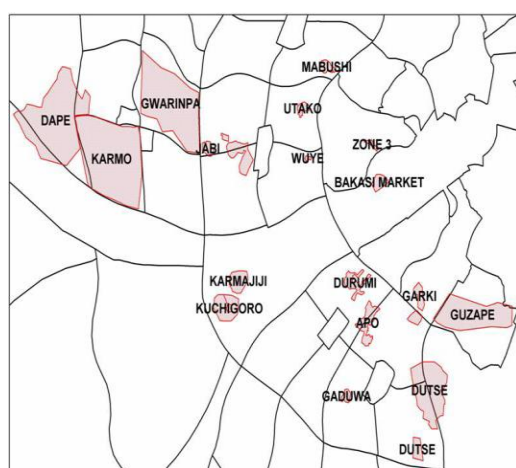 MABUSHI
GWARINPA
UTAKO
DAPE
JABI
ZONE 3
KARMO
WUYE
BAKASI MARKET
KARMAJIJI
DURUMI
KUCHIGORO
GARKI
APO
GUZAPE
GADUWA
DUTSE
DUTSE